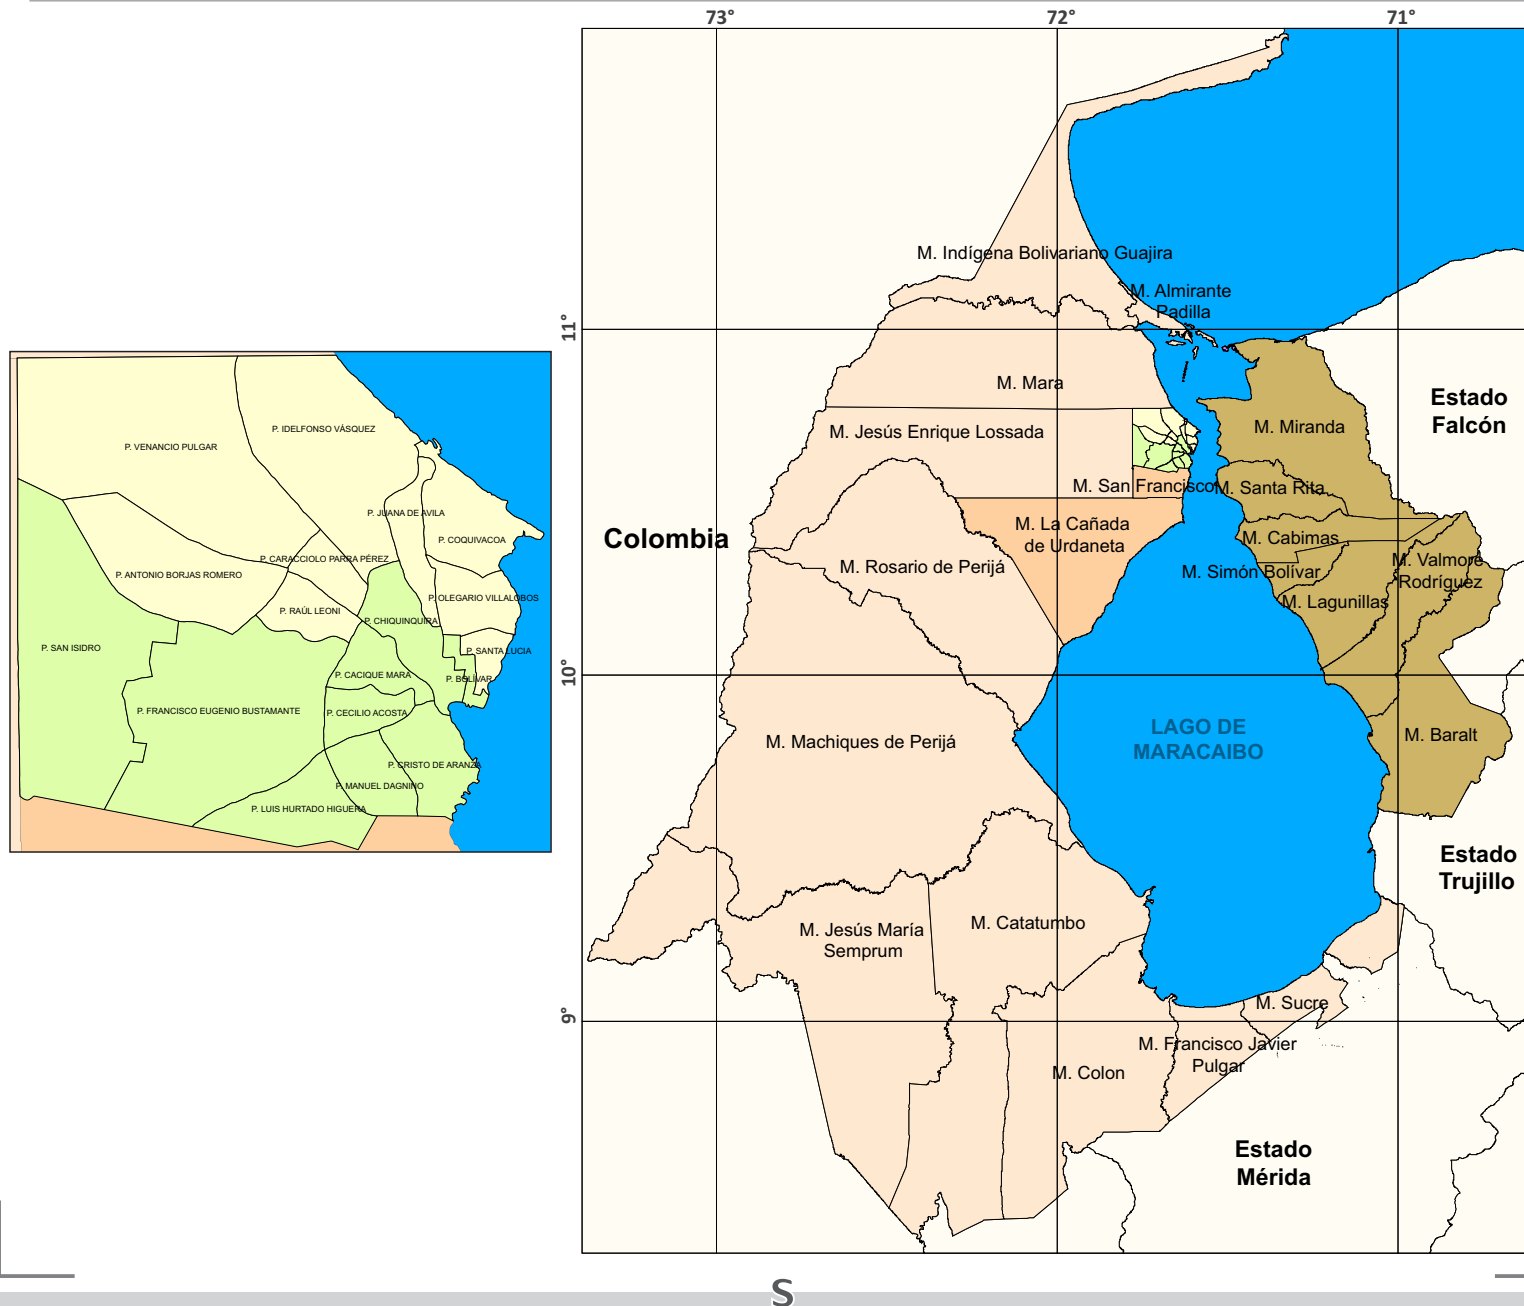 73°
72°
71°
M. Indígena Bolivariano Guajira
M. Almirante
Padilla
11°
M. Mara
Estado
Falcón
M. Jesús Enrique Lossada
M. Miranda
M. San Francisco
M. Santa Rita
Colombia
M. La Cañada
de Urdaneta
M. Cabimas
M. Rosario de Perijá
M. Simón Bolívar
M. Valmore
Rodríguez
M. Lagunillas
10°
M. Machiques de Perijá
LAGO DE
MARACAIBO
M. Baralt
Estado
Trujillo
M. Jesús María
Semprum
M. Catatumbo
9°
M. Sucre
M. Francisco Javier
Pulgar
M. Colon
Estado
Mérida
P. IDELFONSO VÁSQUEZ
P. VENANCIO PULGAR
P. JUANA DE AVILA
P. COQUIVACOA
P. CARACCIOLO PARRA PÉREZ
P. ANTONIO BORJAS ROMERO
P. OLEGARIO VILLALOBOS
P. RAÚL LEONI
P. CHIQUINQUIRA
P. SAN ISIDRO
P. SANTA LUCIA
P. CACIQUE MARA
P. BOLÍVAR
P. FRANCISCO EUGENIO BUSTAMANTE
P. CECILIO ACOSTA
P. CRISTO DE ARANZA
P. MANUEL DAGNINO
P. LUIS HURTADO HIGUERA
S